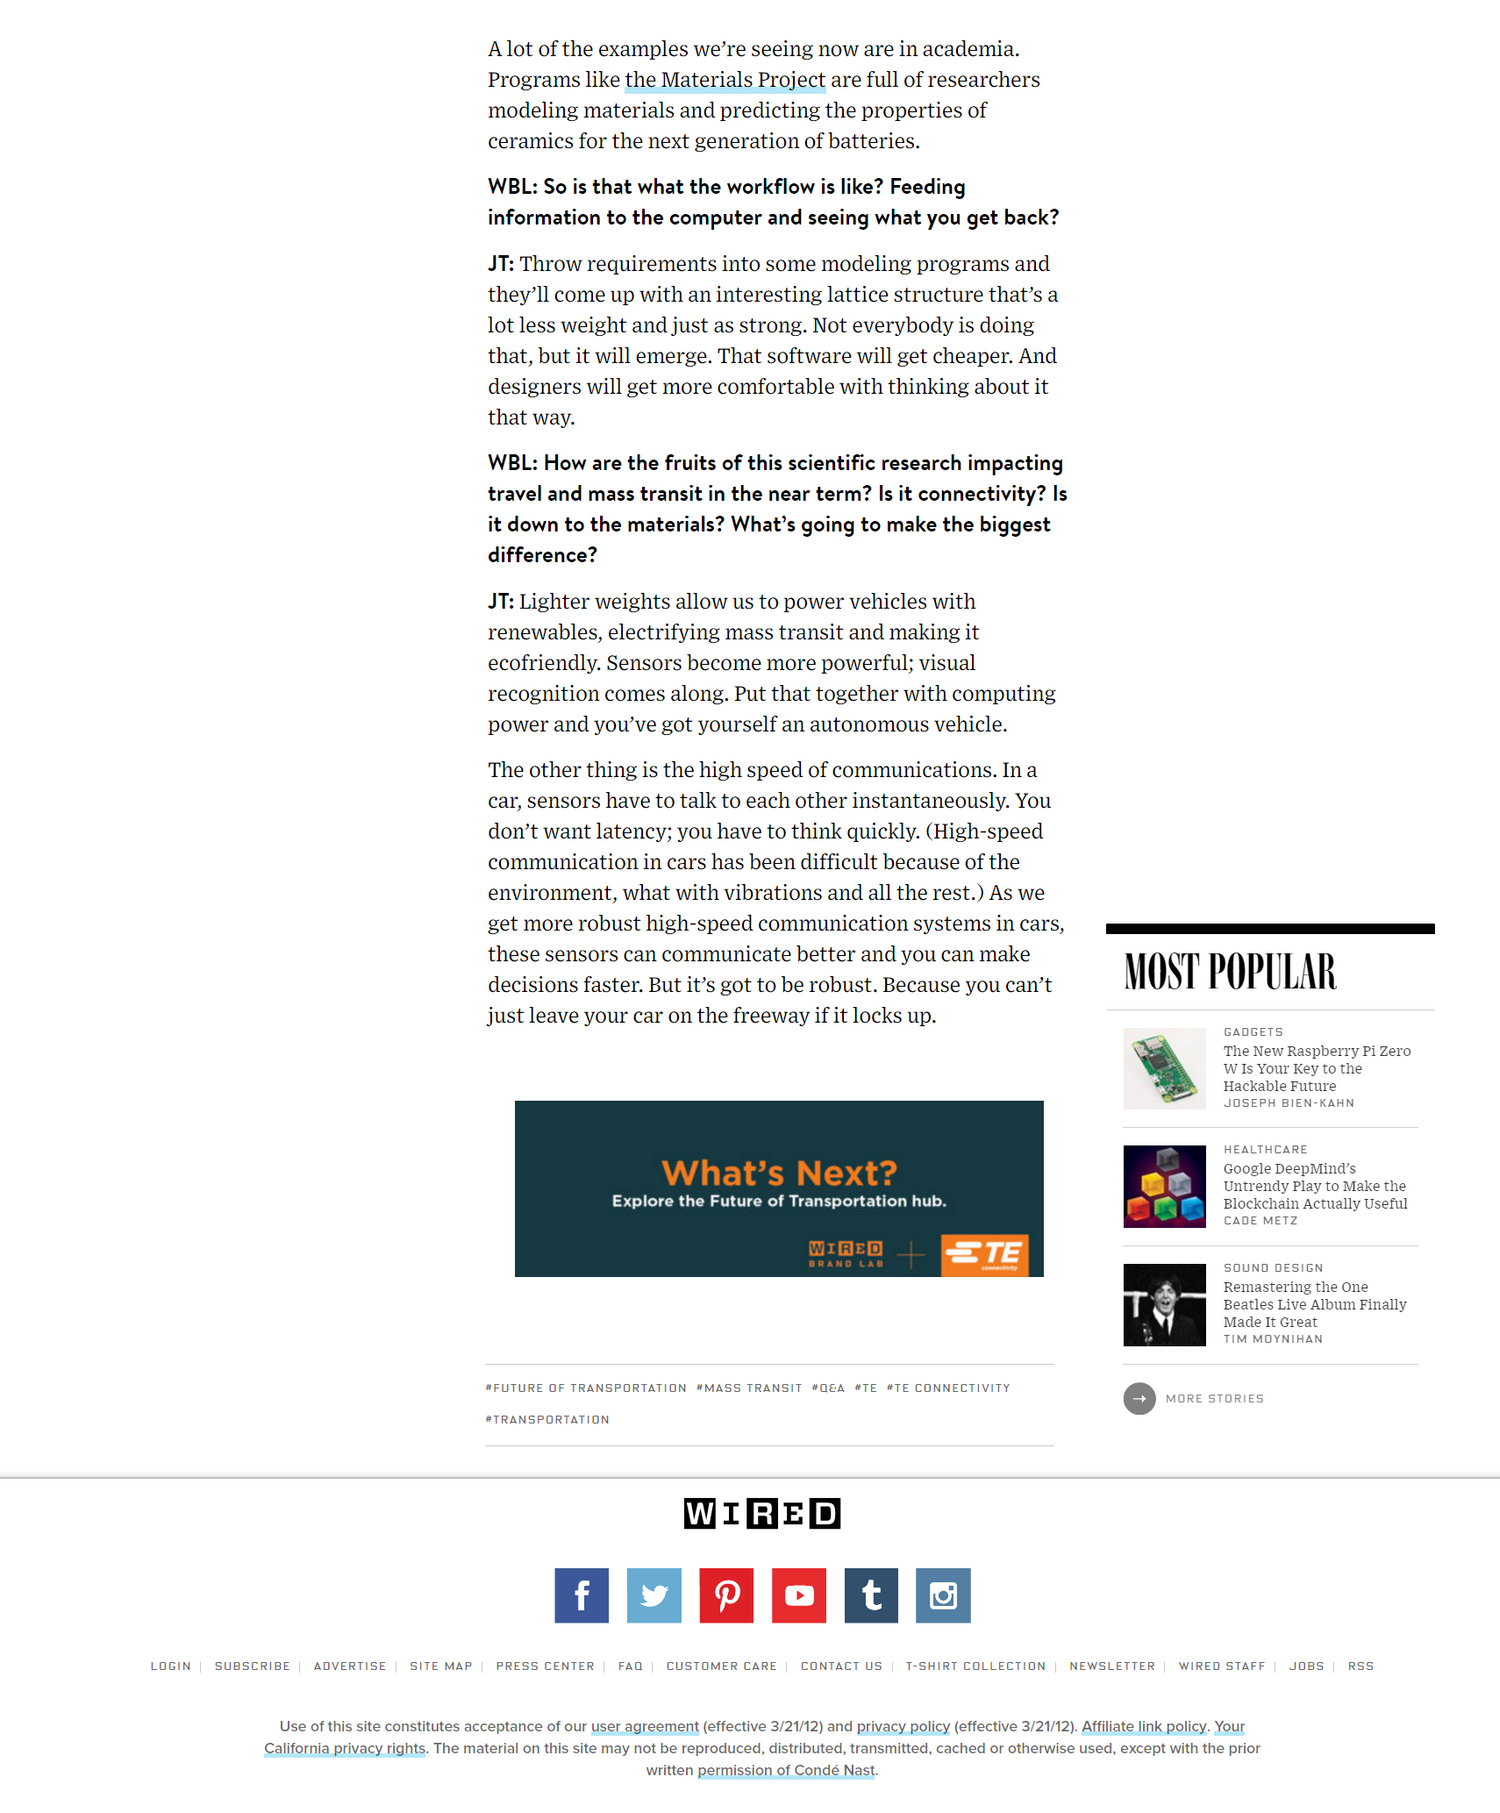 A lot of the examples we’re seeing now are in academia.
Programs like the Materials Project are full of researchers
modeling materials and predicting the properties of
ceramics for the next generation of batteries.
WBL: So is that what the workflow is like? Feeding
information to the computer and seeing what you get back?
JT: Throw requirements into some modeling programs and
they’ll come up with an interesting lattice structure that’s a
lot less weight and just as strong. Not everybody is doing
that, but it will emerge. That software will get cheaper. And
designers will get more comfortable with thinking about it
that way.
WBL: How are the fruits of this scientific research impacting
travel and mass transit in the near term? Is it connectivity? Is
it down to the materials? What’s going to make the biggest
difference?
JT: Lighter weights allow us to power vehicles with
renewables, electrifying mass transit and making it
ecofriendly. Sensors become more powerful; visual
recognition comes along. Put that together with computing
power and you’ve got yourself an autonomous vehicle.
The other thing is the high speed of communications. In a
car, sensors have to talk to each other instantaneously. You
don’t want latency; you have to think quickly. (High-speed
communication in cars has been difficult because of the
environment, what with vibrations and all the rest.) As we
get more robust high-speed communication systems in cars,
these sensors can communicate better and you can make
decisions faster. But it’s got to be robust. Because you can’t
just leave your car on the freeway if it locks up.
What’s Next?
Explore the Future of Transportation hub.
WIRED
BRAND LAB
TE
connectivity
#FUTURE OF TRANSPORTATION #MASS TRANSIT #Q&A #TE #TE CONNECTIVITY
#TRANSPORTATION
MOST POPULAR
GADGETS
The New Raspberry Pi Zero
W Is Your Key to the
Hackable Future
JOSEPH BIEN-KAHN
HEALTHCARE
Google DeepMind’s
Untrendy Play to Make the
Blockchain Actually Useful
CADE METZ
SOUND DESIGN
Remastering the One
Beatles Live Album Finally
Made It Great
TIM MOYNIHAN
MORE STORIES
WIRED
LOGIN | SUBSCRIBE | ADVERTISE | SITE MAP | PRESS CENTER | FAQ | CUSTOMER CARE | CONTACT US | T-SHIRT COLLECTION | NEWSLETTER | WIRED STAFF | JOBS | RSS
Use of this site constitutes acceptance of our user agreement (effective 3/21/12) and privacy policy (effective 3/21/12). Affiliate link policy. Your
California privacy rights. The material on this site may not be reproduced, distributed, transmitted, cached or otherwise used, except with the prior
written permission of Condé Nast.